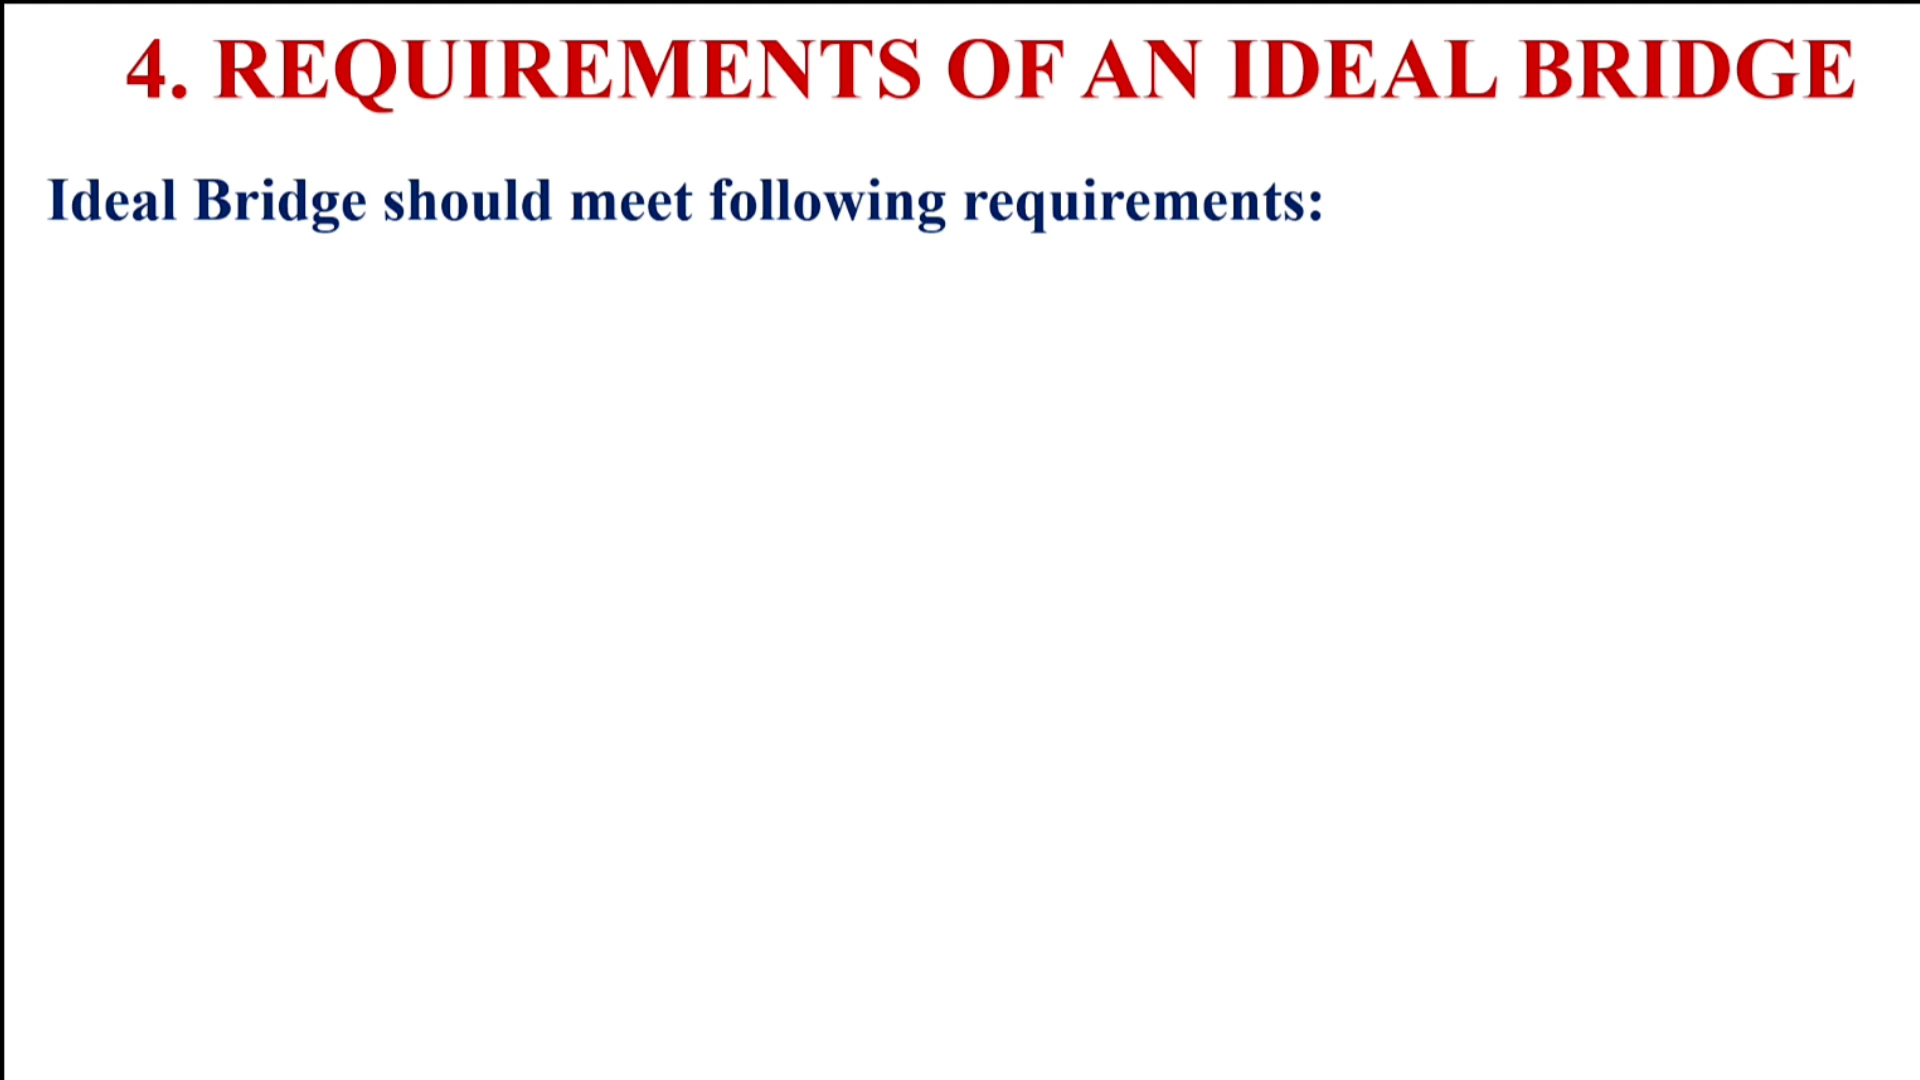 4. REQUIREMENTS OF AN IDEAL BRIDGE
Ideal Bridge should meet following requirements: